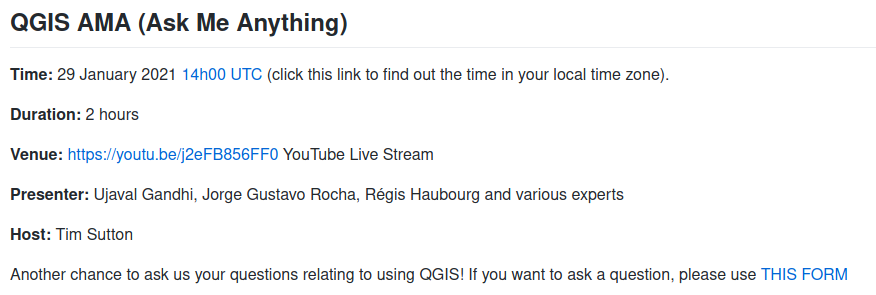 QGIS AMA (Ask Me Anything)
Time: 29 January 2021 14h00 UTC (click this link to find out the time in your local time zone).
Duration: 2 hours
Venue: https://youtu.be/j2eFB856FF0 YouTube Live Stream
Presenter: Ujaval Gandhi, Jorge Gustavo Rocha, Régis Haubourg and various experts
Host: Tim Sutton
Another chance to ask us your questions relating to using QGIS! If you want to ask a question, please use THIS FORM